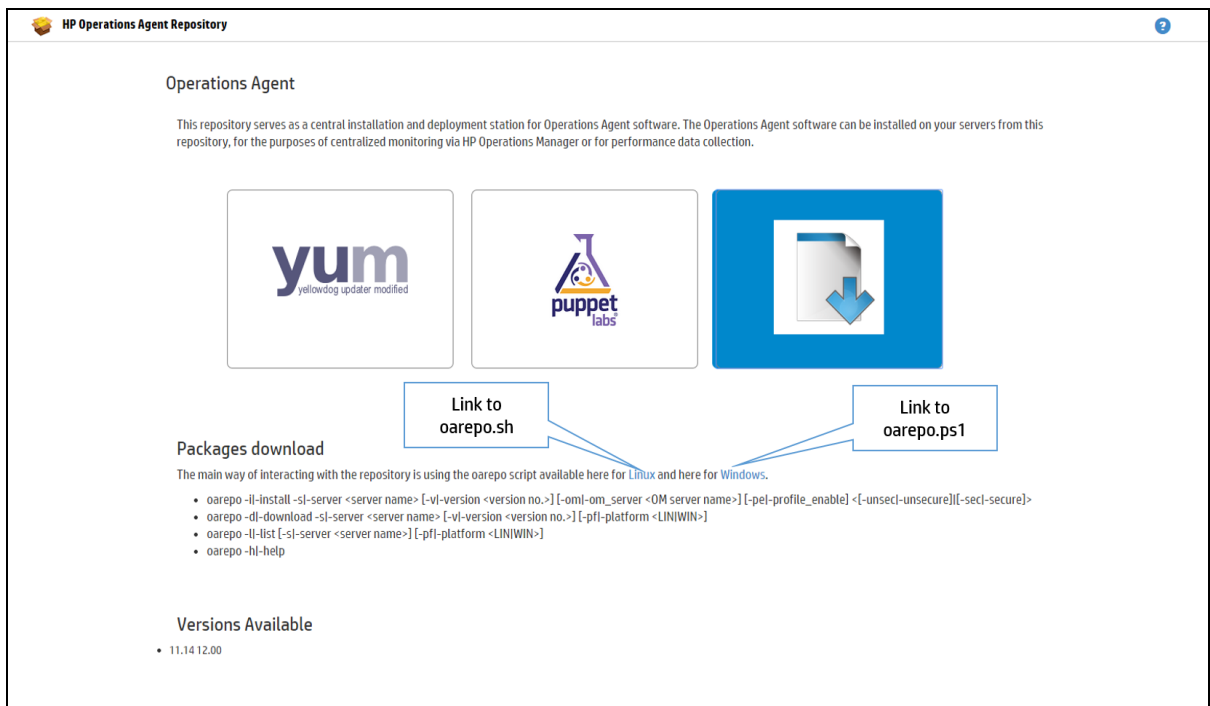 HP Operations Agent Repository
?
Operations Agent
This repository serves as a central installation and deployment station for Operations Agent software. The Operations Agent software can be installed on your servers from this
repository, for the purposes of centralized monitoring via HP Operations Manager or for performance data collection.
yum
yellowdog updater modified
puppet
labs
Link to
oarepo.sh
Link to
oarepo.ps1
Packages download
The main way of interacting with the repository is using the oarepo script available here for Linux and here for Windows.
• oarepo -i|-install -s|-server <server name> [-v|-version <version no.>] [-om|-om_server <OM server name>] [-pe|-profile_enable] <[-unsec|-unsecure]|[-sec|-secure]>
• oarepo -d|-download -s|-server <server name> [-v|-version <version no.>] [-pf|-platform <LIN|WIN>]
• oarepo -l|-list [-s|-server <server name>] [-pf|-platform <LIN|WIN>]
• oarepo -h|-help
Versions Available
• 11.14 12.00